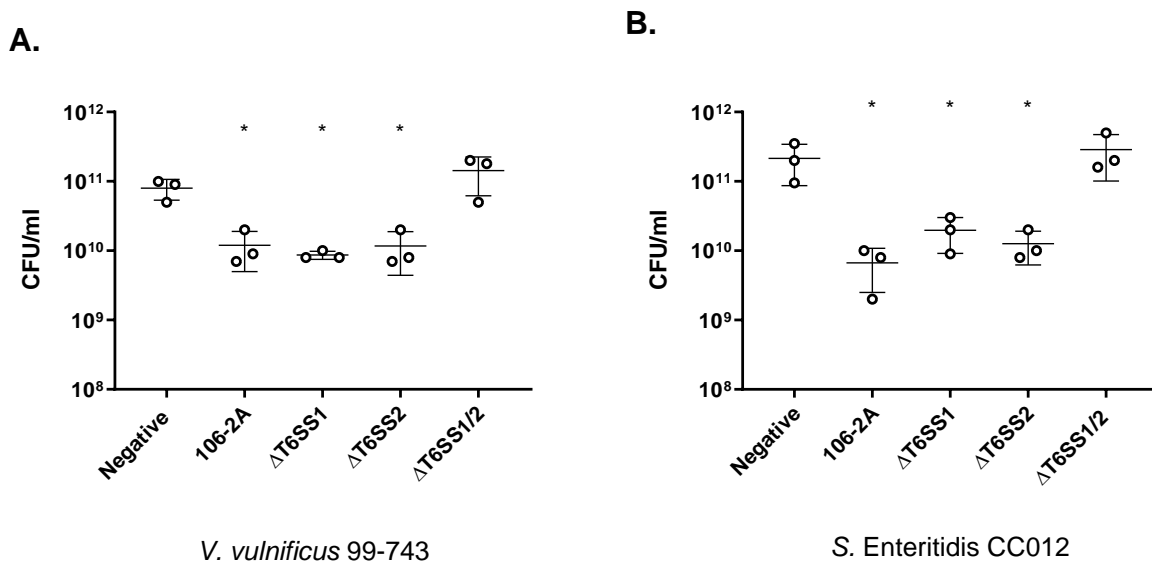 A.
CFU/ml
10¹²
10¹¹
10¹⁰
10⁹
10⁸
* * *
Negative
106-2A
ΔT6SS1
ΔT6SS2
ΔT6SS1/2
V. vulnificus 99-743
B.
CFU/ml
10¹²
10¹¹
10¹⁰
10⁹
10⁸
* * *
Negative
106-2A
ΔT6SS1
ΔT6SS2
ΔT6SS1/2
S. Enteritidis CC012